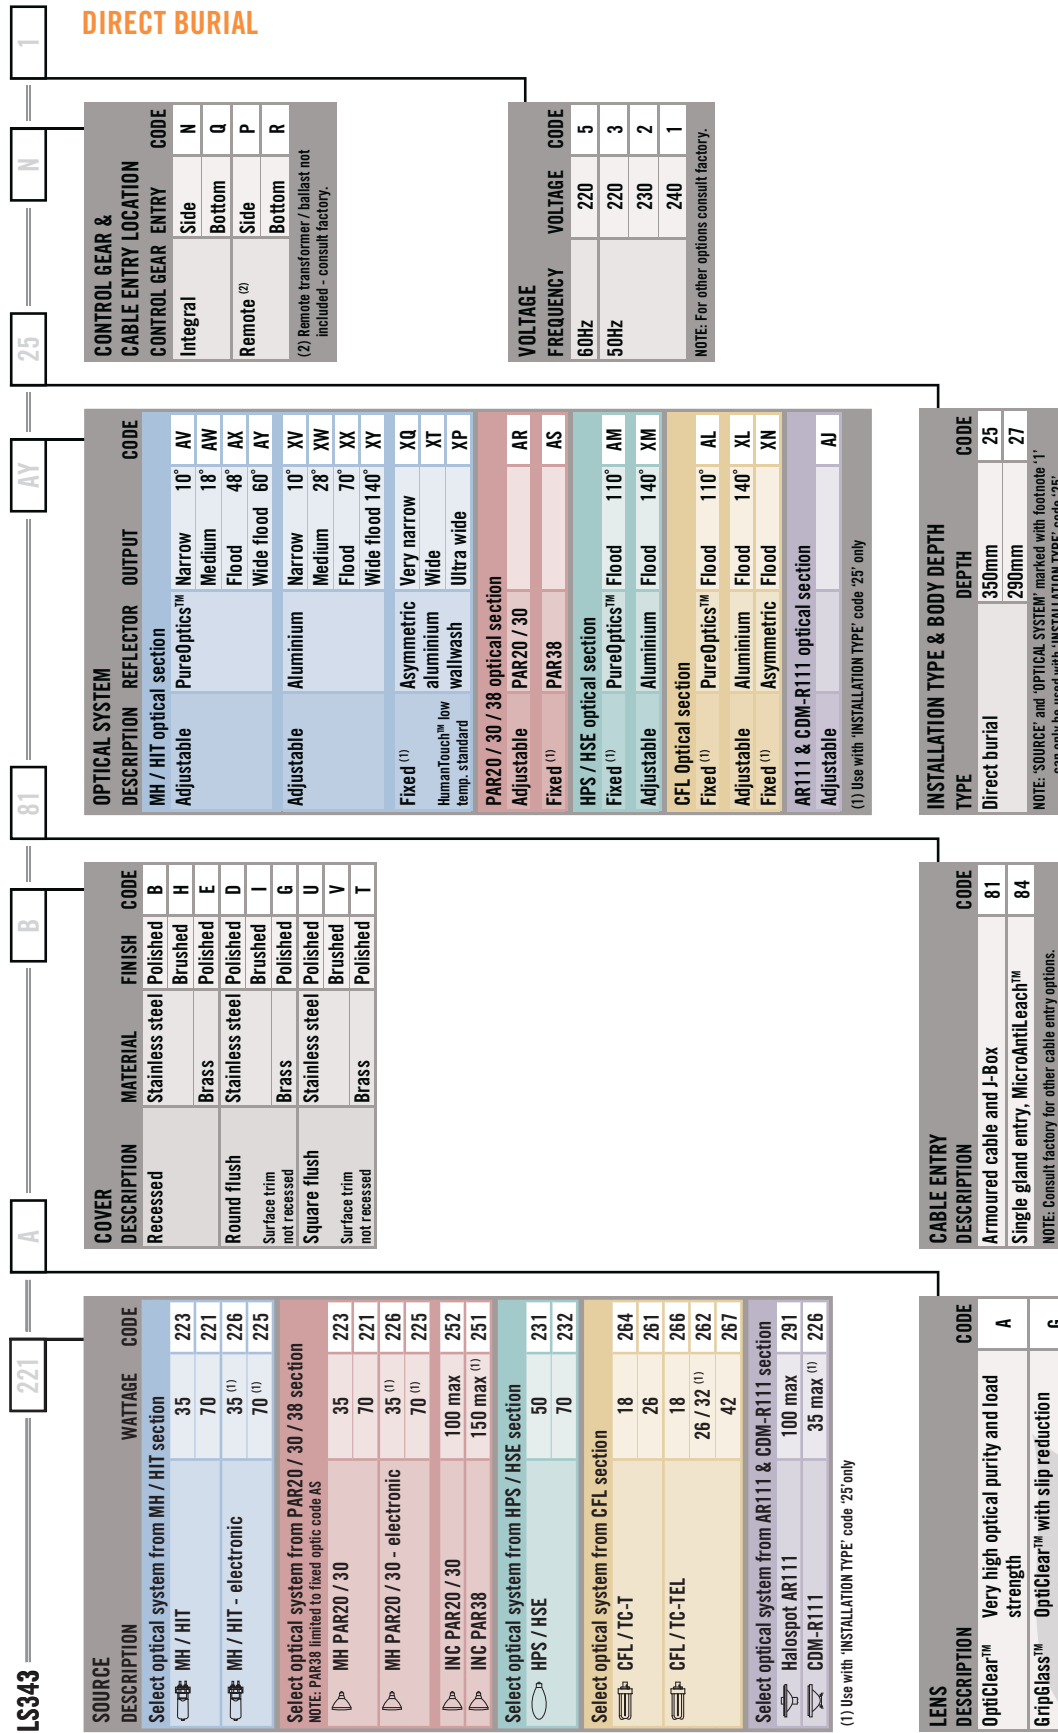 DIRECT BURIAL
LS343 221 A B 81 AY 25 N 1
SOURCE
DESCRIPTION WATTAGE CODE
Select optical system from MH / HIT section
MH / HIT 35 223
70 221
MH / HIT - electronic 35 (1) 226
70 (1) 225
Select optical system from PAR20 / 30 / 38 section
NOTE: PAR38 limited to fixed optic code AS
MH PAR20 / 30 35 223
70 221
MH PAR20 / 30 - electronic 35 (1) 226
70 (1) 225
INC PAR20 / 30 100 max 252
INC PAR38 150 max (1) 251
Select optical system from HPS / HSE section
HPS / HSE 50 231
70 232
Select optical system from CFL section
CFL / TC-T 18 264
26 261
CFL / TC-TEL 18 266
26 / 32 (1) 262
42 267
Select optical system from AR111 & CDM-R111 section
Halospot AR111 100 max 291
CDM-R111 35 max (1) 226
(1) Use with 'INSTALLATION TYPE' code '25' only
LENS
DESCRIPTION CODE
OptiClear™ Very high optical purity and load strength A
GripGlass™ OptiClear™ with slip reduction G
COVER
DESCRIPTION MATERIAL FINISH CODE
Recessed Stainless steel Polished B
Brushed H
Brass Polished E
Round flush Stainless steel Polished D
Brushed I
Surface trim
not recessed Brass Polished G
Square flush Stainless steel Polished U
Brushed V
Surface trim
not recessed Brass Polished T
CABLE ENTRY
DESCRIPTION CODE
Armoured cable and J-Box 81
Single gland entry, MicroAntiLeach™ 84
NOTE: Consult factory for other cable entry options.
OPTICAL SYSTEM
DESCRIPTION REFLECTOR OUTPUT CODE
MH / HIT optical section
Adjustable PureOptics™ Narrow 10° AV
Medium 18° AW
Flood 48° AX
Wide flood 60° AY
Adjustable Aluminium Narrow 10° XV
Medium 28° XW
Flood 70° XX
Wide flood 140° XY
Fixed (1) Asymmetric Very narrow XQ
aluminium Wide XT
HumanTouch™ low wallwash Ultra wide XP
temp. standard
PAR20 / 30 / 38 optical section
Adjustable PAR20 / 30 AR
Fixed (1) PAR38 AS
HPS / HSE optical section
Fixed (1) PureOptics™ Flood 110° AM
Adjustable Aluminium Flood 140° XM
CFL Optical section
Fixed (1) PureOptics™ Flood 110° AL
Adjustable Aluminium Flood 140° XL
Fixed (1) Asymmetric Flood XN
AR111 & CDM-R111 optical section
Adjustable AJ
(1) Use with 'INSTALLATION TYPE' code '25' only
INSTALLATION TYPE & BODY DEPTH
TYPE DEPTH CODE
Direct burial 350mm 25
290mm 27
NOTE: 'SOURCE' and 'OPTICAL SYSTEM' marked with footnote '1'
can only be used with 'INSTALLATION TYPE' code '25'
CONTROL GEAR &
CABLE ENTRY LOCATION
CONTROL GEAR ENTRY CODE
Integral Side N
Bottom Q
Remote (2) Side P
Bottom R
(2) Remote transformer / ballast not
included - consult factory.
VOLTAGE
FREQUENCY VOLTAGE CODE
60Hz 220 5
50Hz 220 3
230 2
240 1
NOTE: For other options consult factory.